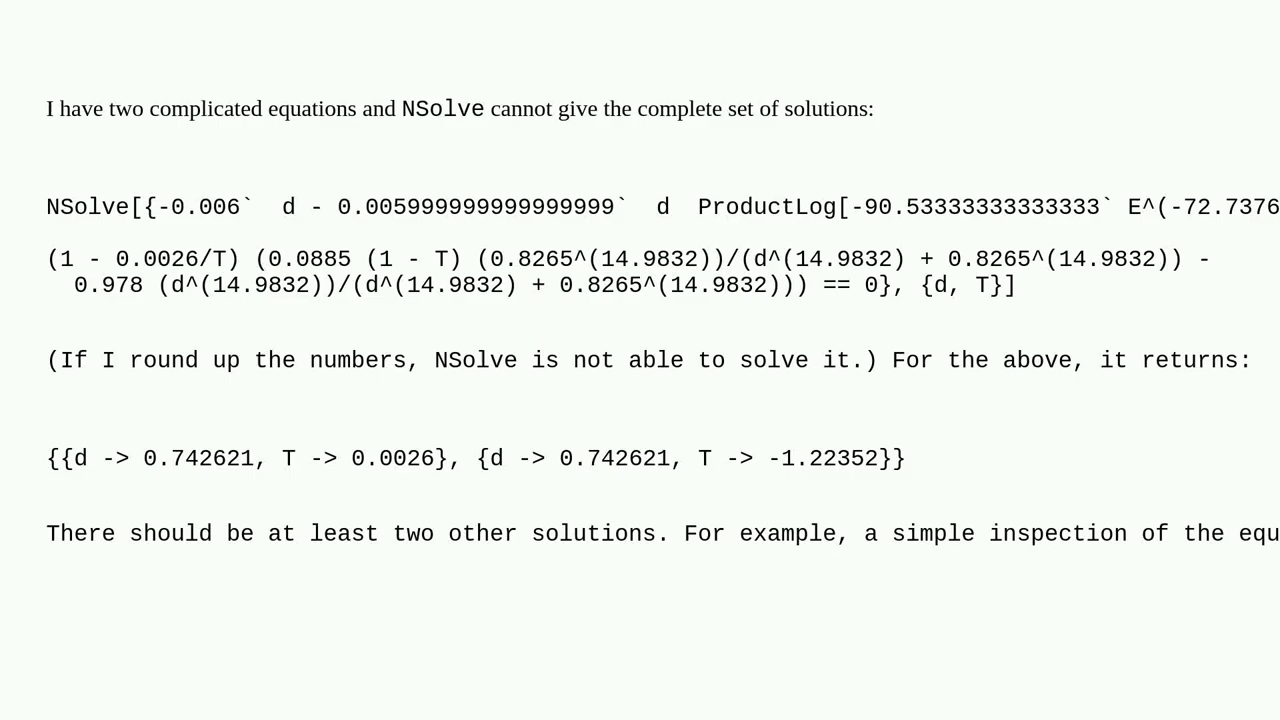 I have two complicated equations and NSolve cannot give the complete set of solutions:
NSolve[{-0.006`  d - 0.005999999999999999`  d  ProductLog[-90.53333333333333` E^(-72.7376
(1 - 0.0026/T) (0.0885 (1 - T) (0.8265^(14.9832))/(d^(14.9832) + 0.8265^(14.9832)) -
0.978 (d^(14.9832))/(d^(14.9832) + 0.8265^(14.9832))) == 0}, {d, T}]
(If I round up the numbers, NSolve is not able to solve it.) For the above, it returns:
{{d -> 0.742621, T -> 0.0026}, {d -> 0.742621, T -> -1.22352}}
There should be at least two other solutions. For example, a simple inspection of the equ